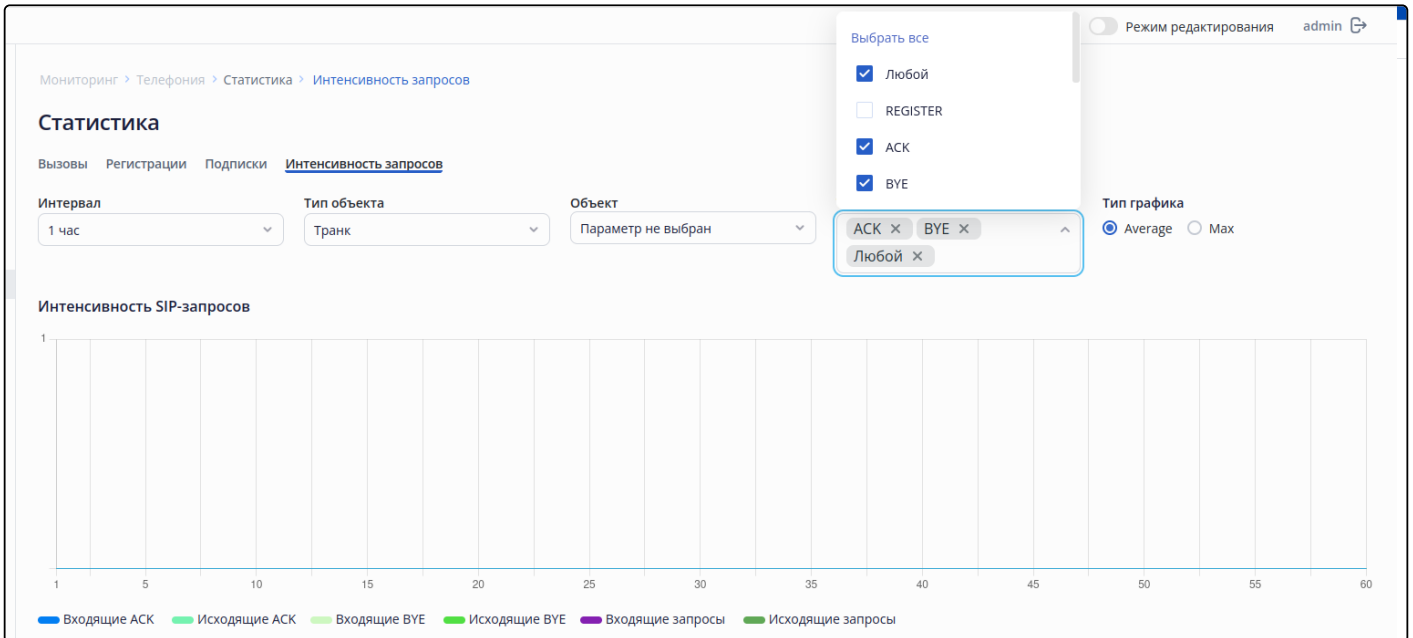 Режим редактирования admin
Выбрать все
Любой
REGISTER
ACK
BYE
Мониторинг > Телефония > Статистика > Интенсивность запросов
Статистика
Вызовы Регистрации Подписки Интенсивность запросов
Интервал Тип объекта Объект Тип графика
1 час Транк Параметр не выбран ACK × BYE × Average Max
Любой ×
Интенсивность SIP-запросов
1
1 5 10 15 20 25 30 35 40 45 50 55 60
Входящие ACK Исходящие ACK Входящие BYE Исходящие BYE Входящие запросы Исходящие запросы